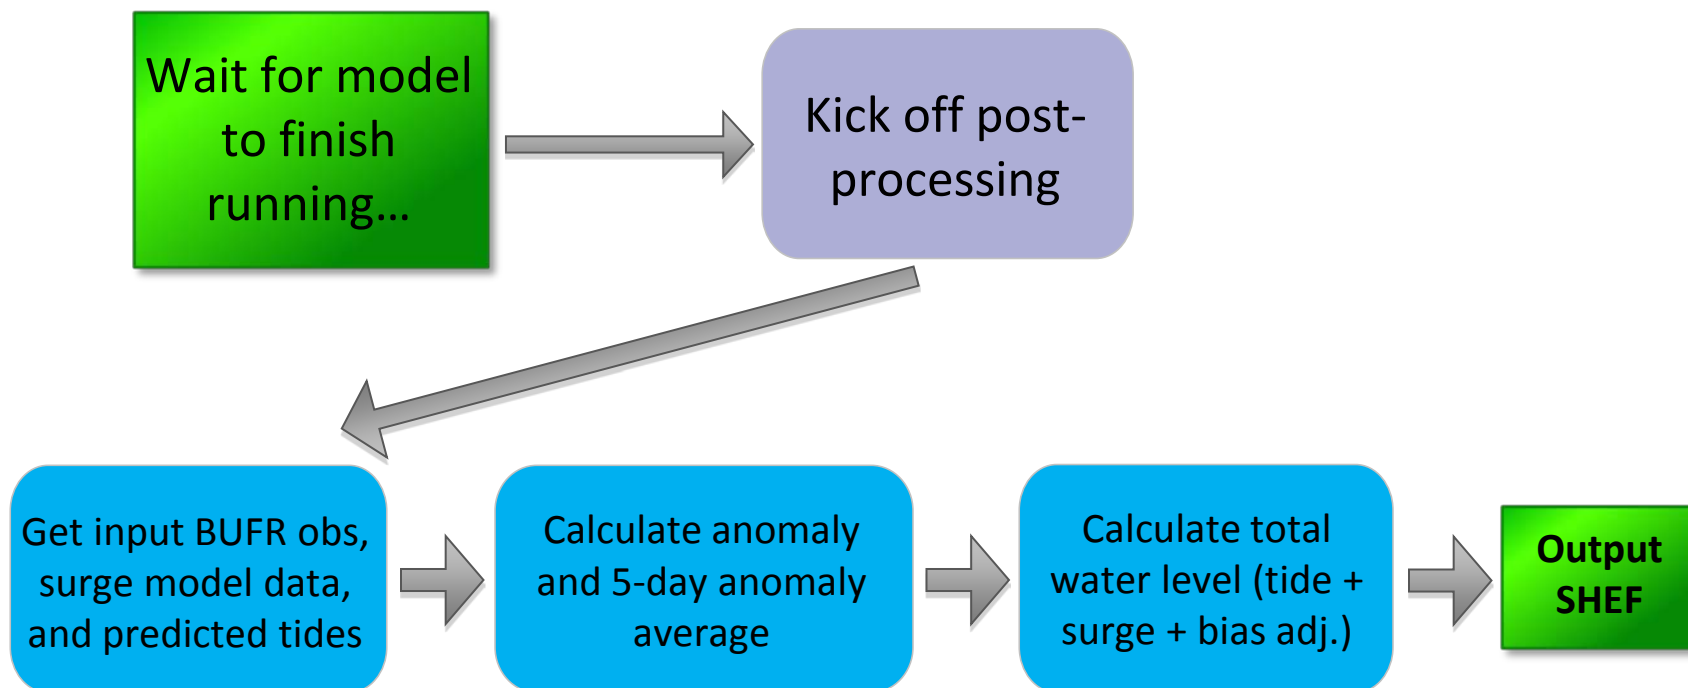 Wait for model
to finish
running...
Kick off post-
processing
Get input BUFR obs,
surge model data,
and predicted tides
Calculate anomaly
and 5-day anomaly
average
Calculate total
water level (tide +
surge + bias adj.)
Output
SHEF